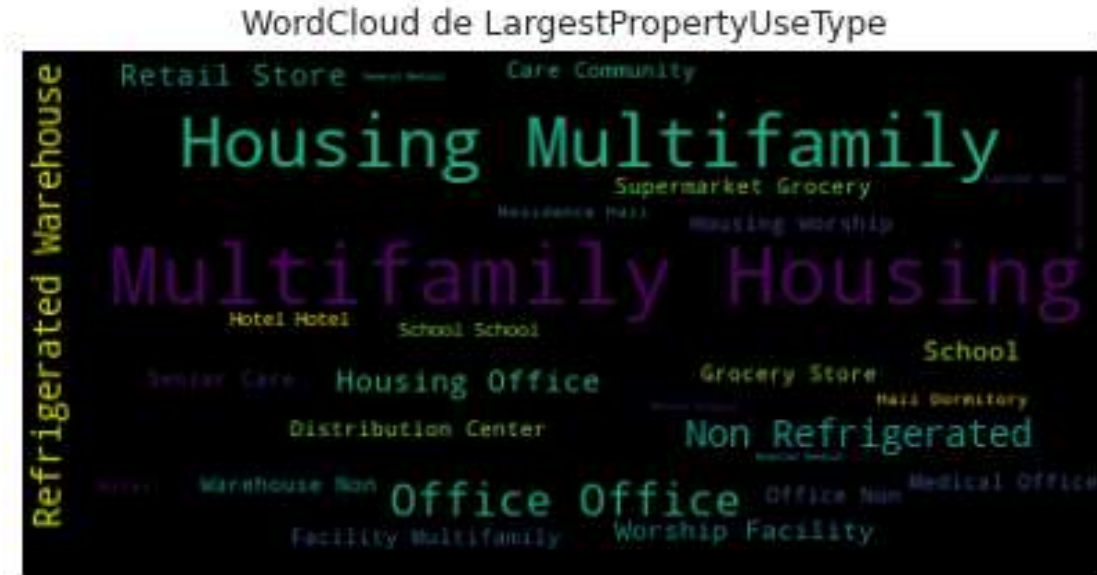 WordCloud de LargestPropertyUseType
Refrigerated Warehouse
Retail Store
Care Community
Housing Multifamily
Supermarket Grocery
Residence Hall
Housing Worship
Multifamily Housing
Hotel Hotel
School School
School
Senior Care
Housing Office
Grocery Store
Hall Dormitory
Distribution Center
Non Refrigerated
Warehouse Non
Office Office
Office Non
Medical Office
Facility Multifamily
Worship Facility